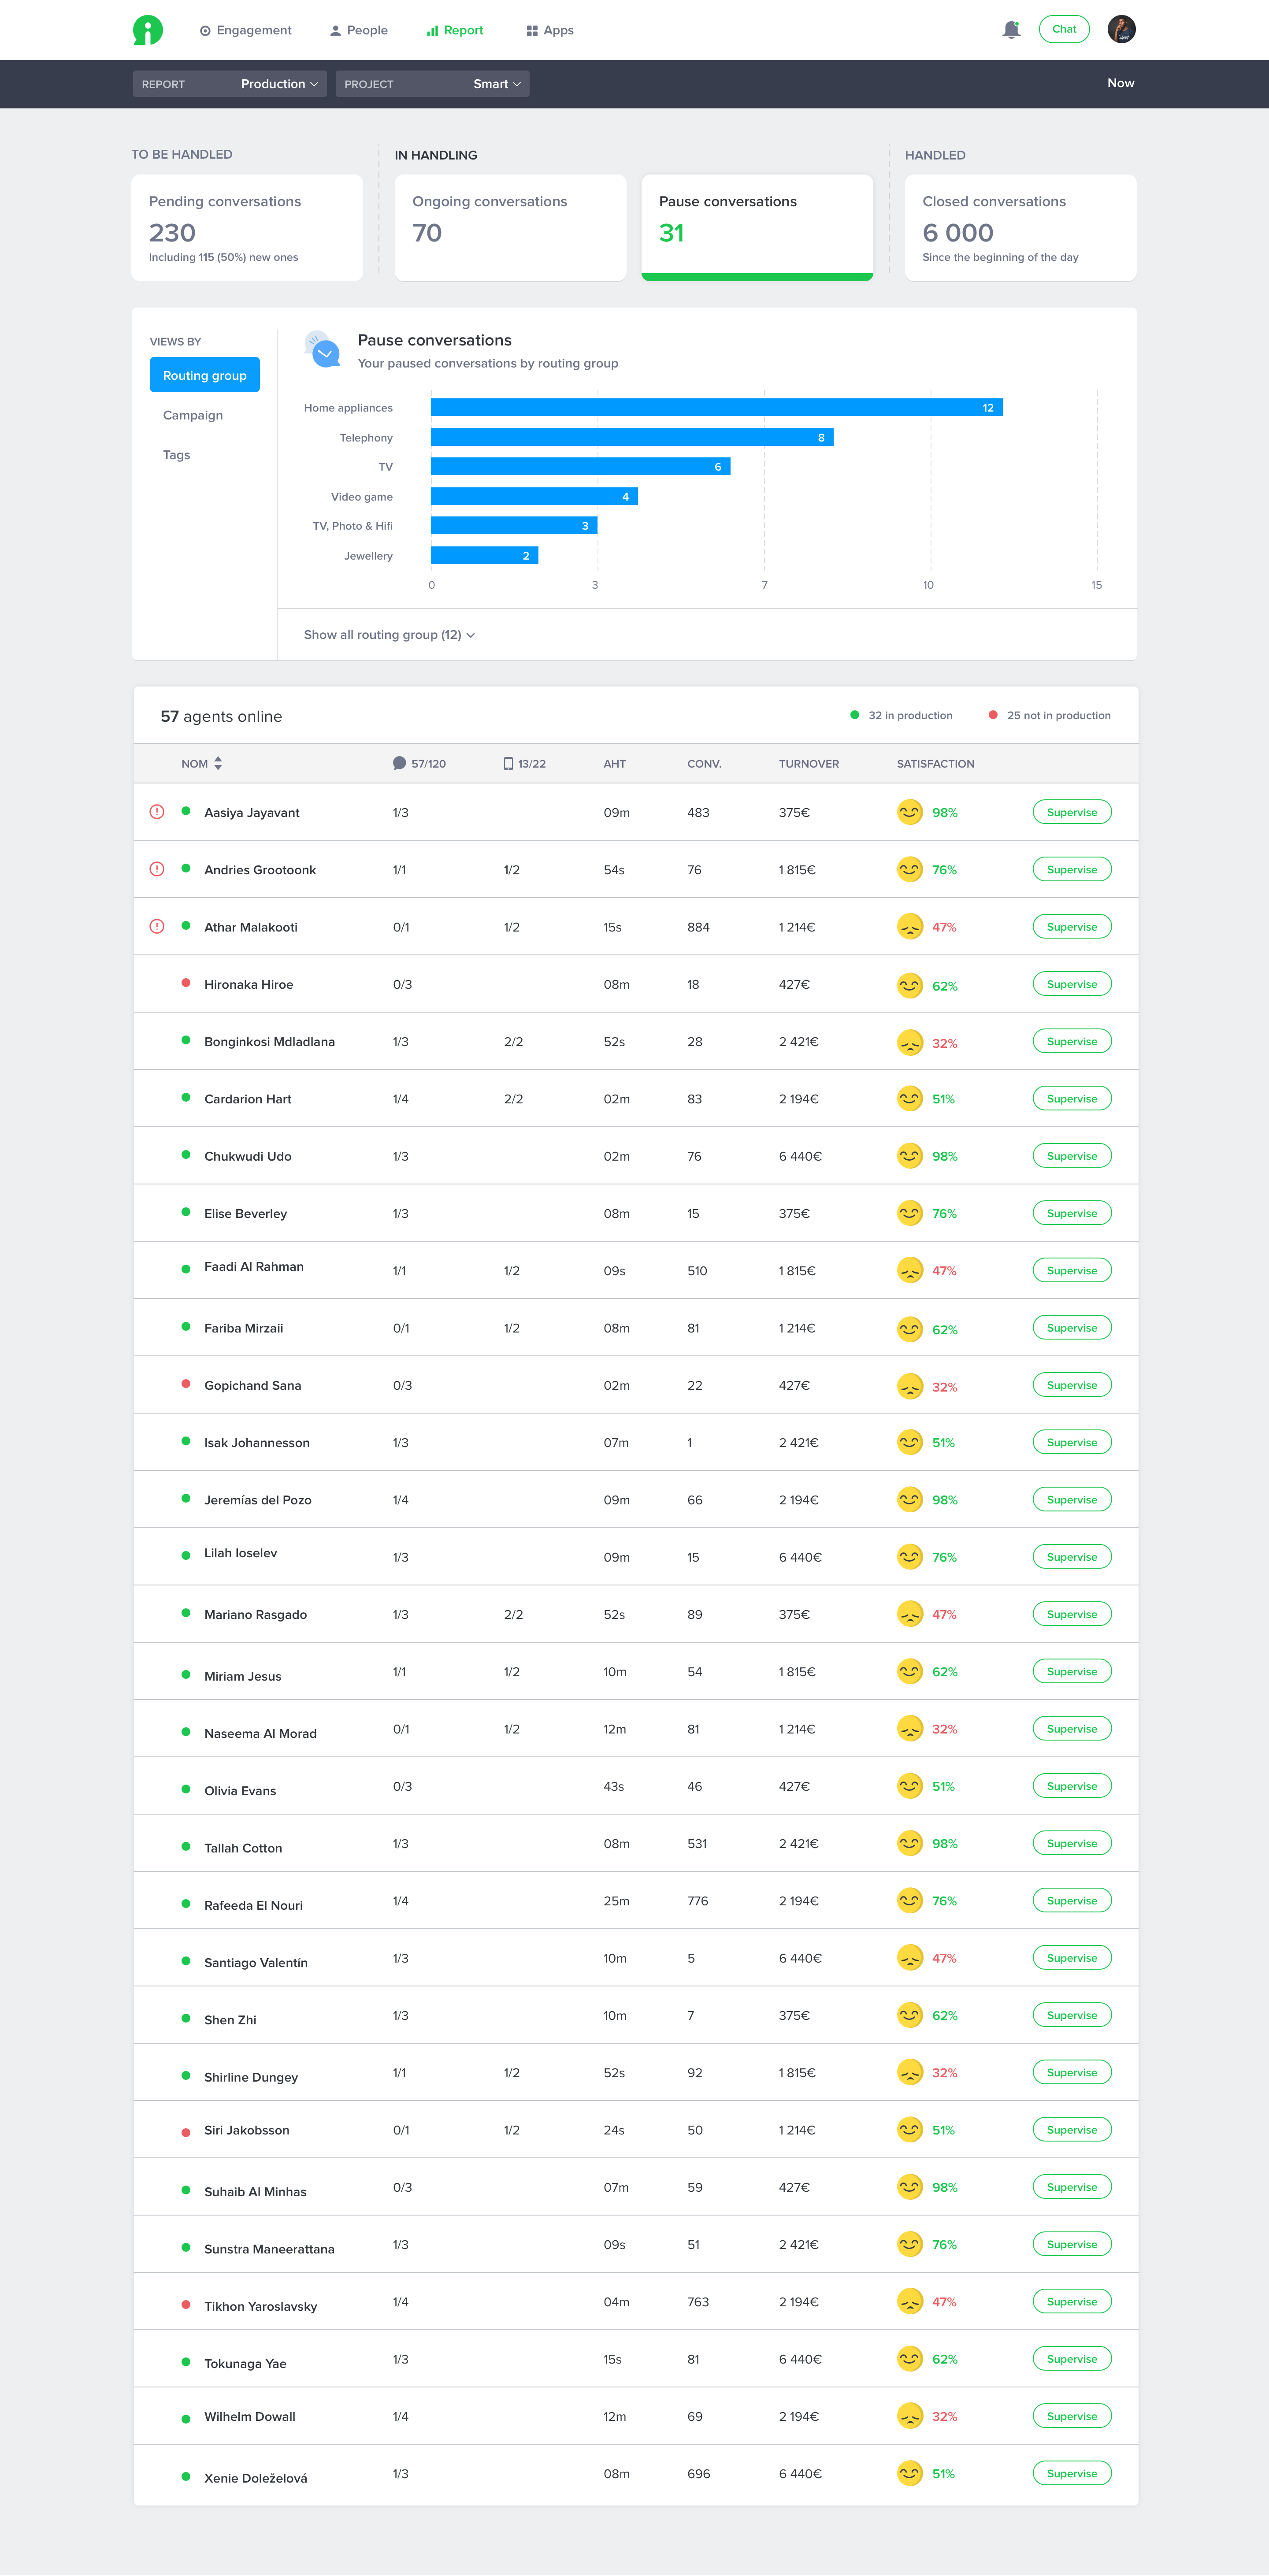 Engagement People Report Apps Chat
REPORT Production PROJECT Smart Now
TO BE HANDLED IN HANDLING HANDLED
Pending conversations
230
Including 115 (50%) new ones
Ongoing conversations
70
Pause conversations
31
Closed conversations
6 000
Since the beginning of the day
VIEWS BY
Routing group
Campaign
Tags
Pause conversations
Your paused conversations by routing group
Home appliances 12
Telephony 8
TV 6
Video game 4
TV, Photo & Hifi 3
Jewellery 2
0 3 7 10 15
Show all routing group (12)
57 agents online 32 in production 25 not in production
NOM 57/120 13/22 AHT CONV. TURNOVER SATISFACTION
Aasiya Jayavant 1/3 09m 483 375€ 98% Supervise
Andries Grootoonk 1/1 1/2 54s 76 1 815€ 76% Supervise
Athar Malakooti 0/1 1/2 15s 884 1 214€ 47% Supervise
Hironaka Hiroe 0/3 08m 18 427€ 62% Supervise
Bonginkosi Mdladlana 1/3 2/2 52s 28 2 421€ 32% Supervise
Cardarion Hart 1/4 2/2 02m 83 2 194€ 51% Supervise
Chukwudi Udo 1/3 02m 76 6 440€ 98% Supervise
Elise Beverley 1/3 08m 15 375€ 76% Supervise
Faadi Al Rahman 1/1 1/2 09s 510 1 815€ 47% Supervise
Fariba Mirzaii 0/1 1/2 08m 81 1 214€ 62% Supervise
Gopichand Sana 0/3 02m 22 427€ 32% Supervise
Isak Johannesson 1/3 07m 1 2 421€ 51% Supervise
Jeremías del Pozo 1/4 09m 66 2 194€ 98% Supervise
Lilah Ioselev 1/3 09m 15 6 440€ 76% Supervise
Mariano Rasgado 1/3 2/2 52s 89 375€ 47% Supervise
Miriam Jesus 1/1 1/2 10m 54 1 815€ 62% Supervise
Naseema Al Morad 0/1 1/2 12m 81 1 214€ 32% Supervise
Olivia Evans 0/3 43s 46 427€ 51% Supervise
Tallah Cotton 1/3 08m 531 2 421€ 98% Supervise
Rafeeda El Nouri 1/4 25m 776 2 194€ 76% Supervise
Santiago Valentín 1/3 10m 5 6 440€ 47% Supervise
Shen Zhi 1/3 10m 7 375€ 62% Supervise
Shirline Dungey 1/1 1/2 52s 92 1 815€ 32% Supervise
Siri Jakobsson 0/1 1/2 24s 50 1 214€ 51% Supervise
Suhaib Al Minhas 0/3 07m 59 427€ 98% Supervise
Sunstra Maneerattana 1/3 09s 51 2 421€ 76% Supervise
Tikhon Yaroslavsky 1/4 04m 763 2 194€ 47% Supervise
Tokunaga Yae 1/3 15s 81 6 440€ 62% Supervise
Wilhelm Dowall 1/4 12m 69 2 194€ 32% Supervise
Xenie Doleželová 1/3 08m 696 6 440€ 51% Supervise